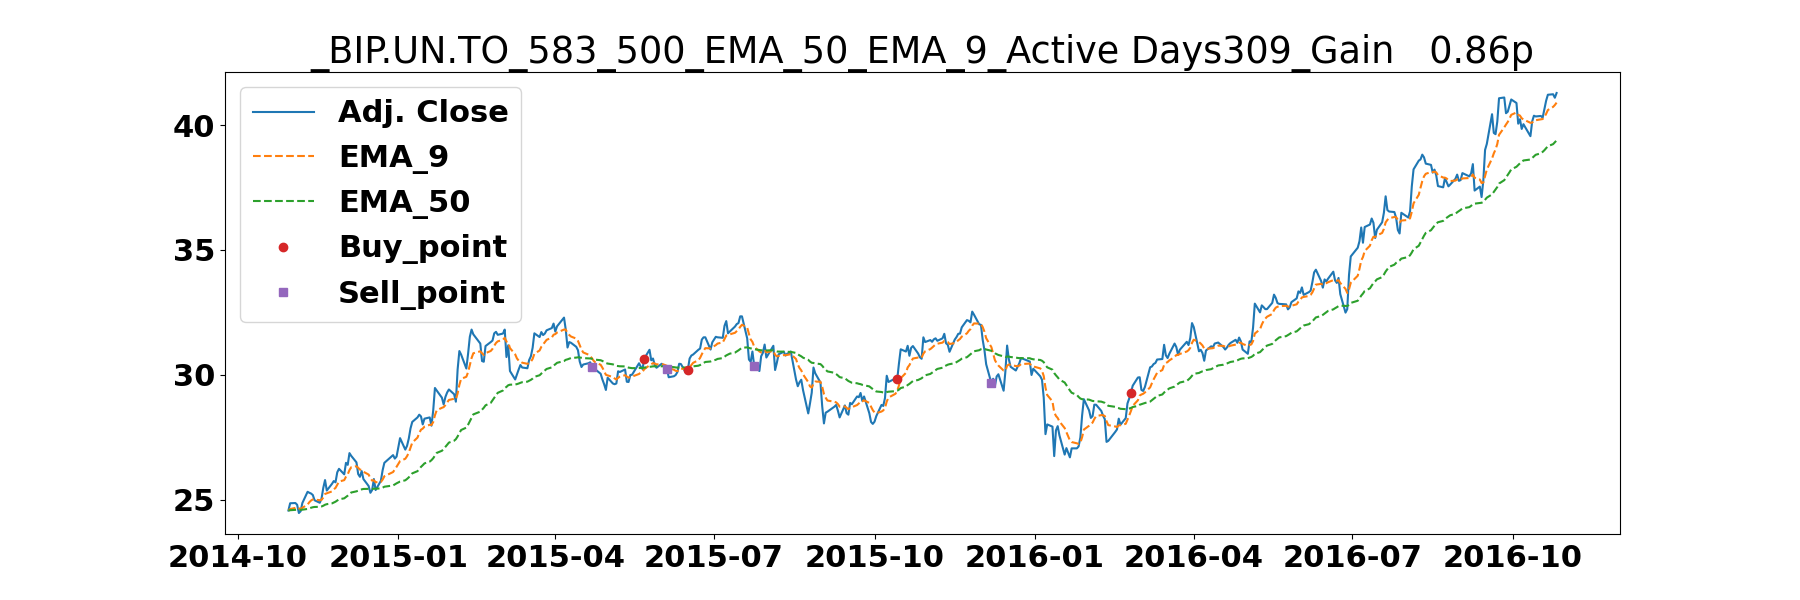 _BIP.UN.TO_583_500_EMA_50_EMA_9_Active Days309_Gain   0.86p
Adj. Close
EMA_9
EMA_50
Buy_point
Sell_point
40
35
30
25
2014-10 2015-01 2015-04 2015-07 2015-10 2016-01 2016-04 2016-07 2016-10